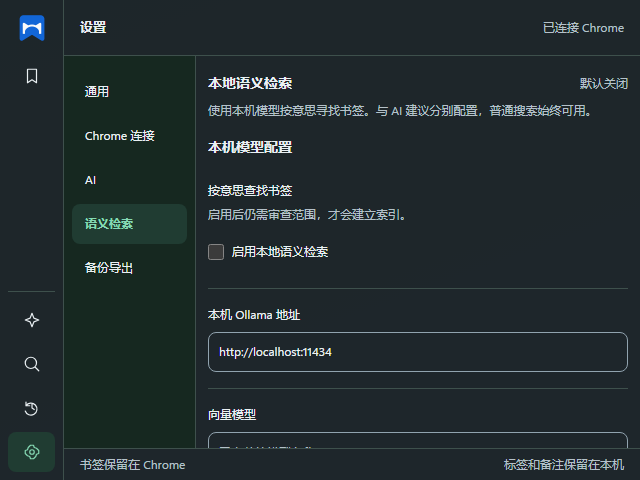 设置
已连接 Chrome
通用
Chrome 连接
AI
语义检索
备份导出
本地语义检索
默认关闭
使用本机模型按意思寻找书签。与 AI 建议分别配置，普通搜索始终可用。
本机模型配置
按意思查找书签
启用后仍需审查范围，才会建立索引。
启用本地语义检索
本机 Ollama 地址
http://localhost:11434
向量模型
书签保留在 Chrome
标签和备注保留在本机